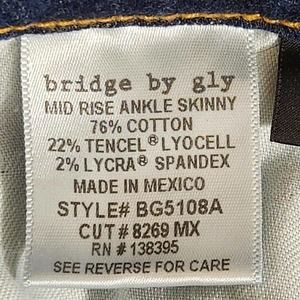 bridge by gly
MID RISE ANKLE SKINNY
76% COTTON
22% TENCEL® LYOCELL
2% LYCRA® SPANDEX
MADE IN MEXICO
STYLE# BG5108A
CUT # 8269 MX
RN # 138395
SEE REVERSE FOR CARE